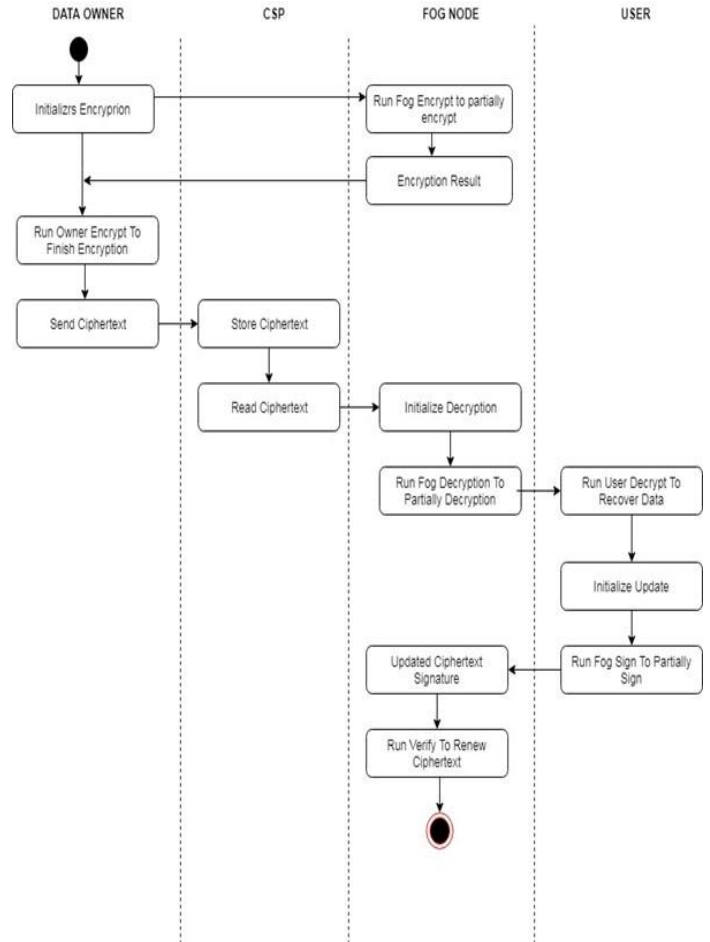 DATA OWNER
CSP
FOG NODE
USER
Initializrs Encryprion
Run Fog Encrypt to partially
encrypt
Encryption Result
Run Owner Encrypt To
Finish Encryption
Send Ciphertext
Store Ciphertext
Read Ciphertext
Initialize Decryption
Run Fog Decryption To
Partially Decryption
Run User Decrypt To
Recover Data
Initialize Update
Updated Ciphertext
Signature
Run Fog Sign To Partially
Sign
Run Verify To Renew
Ciphertext